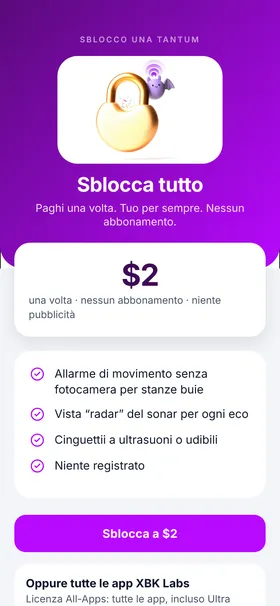 SBLOCCO UNA TANTUM
Sblocca tutto
Paghi una volta. Tuo per sempre. Nessun
abbonamento.
$2
una volta · nessun abbonamento · niente
pubblicità
Allarme di movimento senza
fotocamera per stanze buie
Vista “radar” del sonar per ogni eco
Cinguettii a ultrasuoni o udibili
Niente registrato
Sblocca a $2
Oppure tutte le app XBK Labs
Licenza All-Apps: tutte le app, incluso Ultra